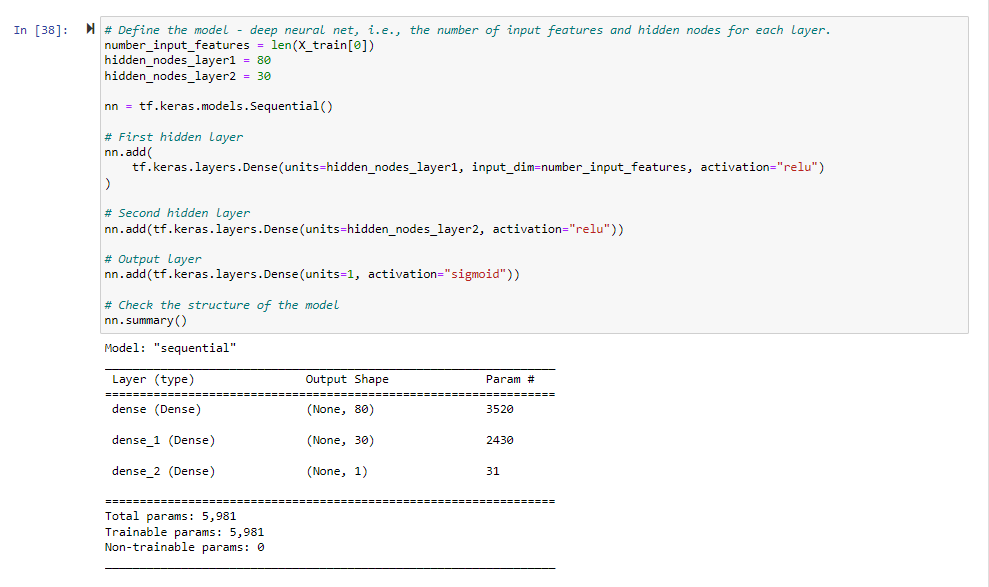 In [38]:
# Define the model - deep neural net, i.e., the number of input features and hidden nodes for each layer.
number_input_features = len(X_train[0])
hidden_nodes_layer1 = 80
hidden_nodes_layer2 = 30
nn = tf.keras.models.Sequential()
# First hidden layer
nn.add(
    tf.keras.layers.Dense(units=hidden_nodes_layer1, input_dim=number_input_features, activation="relu")
)
# Second hidden layer
nn.add(tf.keras.layers.Dense(units=hidden_nodes_layer2, activation="relu"))
# Output layer
nn.add(tf.keras.layers.Dense(units=1, activation="sigmoid"))
# Check the structure of the model
nn.summary()
Model: "sequential"
_________________________________________________________________
Layer (type) Output Shape Param #
=================================================================
dense (Dense) (None, 80) 3520
dense_1 (Dense) (None, 30) 2430
dense_2 (Dense) (None, 1) 31
=================================================================
Total params: 5,981
Trainable params: 5,981
Non-trainable params: 0
_________________________________________________________________